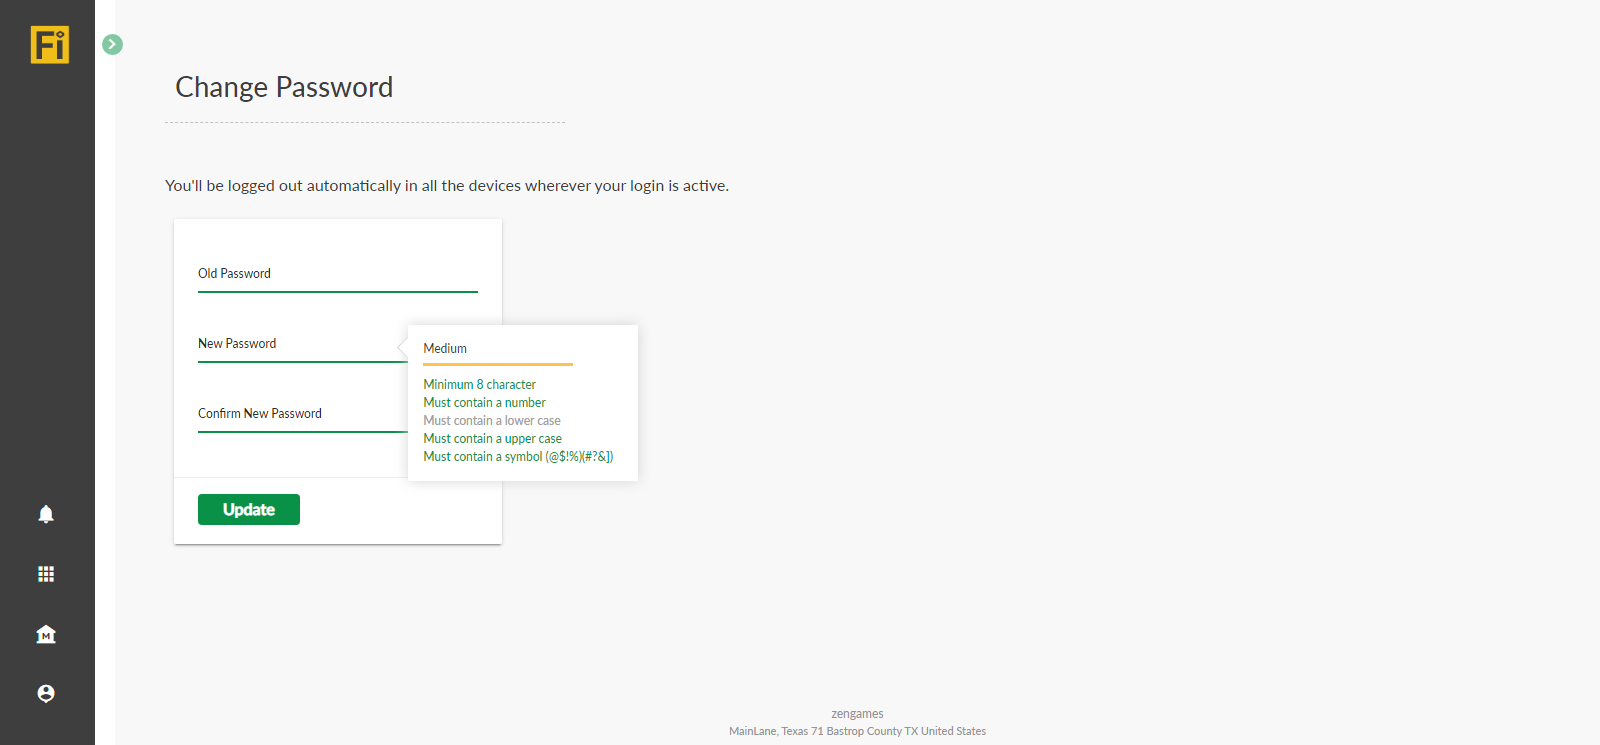 Fi
Change Password
You'll be logged out automatically in all the devices wherever your login is active.
Old Password
New Password
Medium
Minimum 8 character
Must contain a number
Must contain a lower case
Must contain a upper case
Must contain a symbol (@$!%)(#?&])
Confirm New Password
Update
M
zengames
MainLane, Texas 71 Bastrop County TX United States